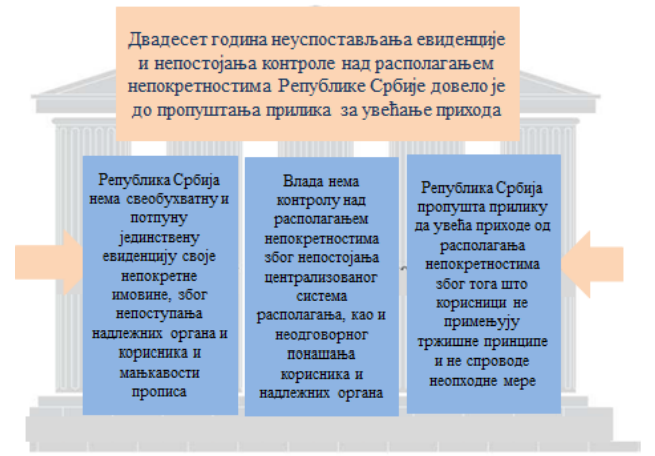 Двадесет година неуспостављања евиденције
и непостојања контроле над располагањем
непокретностима Републике Србије довело је
до пропуштања прилика за увећање прихода
Република Србија
нема свеобухватну и
потпуну
јединствену
евиденцију своје
непокретне
имовине, због
непоступања
надлежних органа и
корисника и
мањкавости
прописа
Влада нема
контролу над
располагањем
непокретностима
због непостојања
централизованог
система
располагања, као и
неодговорног
понашања
корисника и
надлежних органа
Република Србија
пропушта прилику
да увећа приходе од
располагања
непокретностима
због тога што
корисници не
примењују
тржишне принципе
и не спроводе
неопходне мере